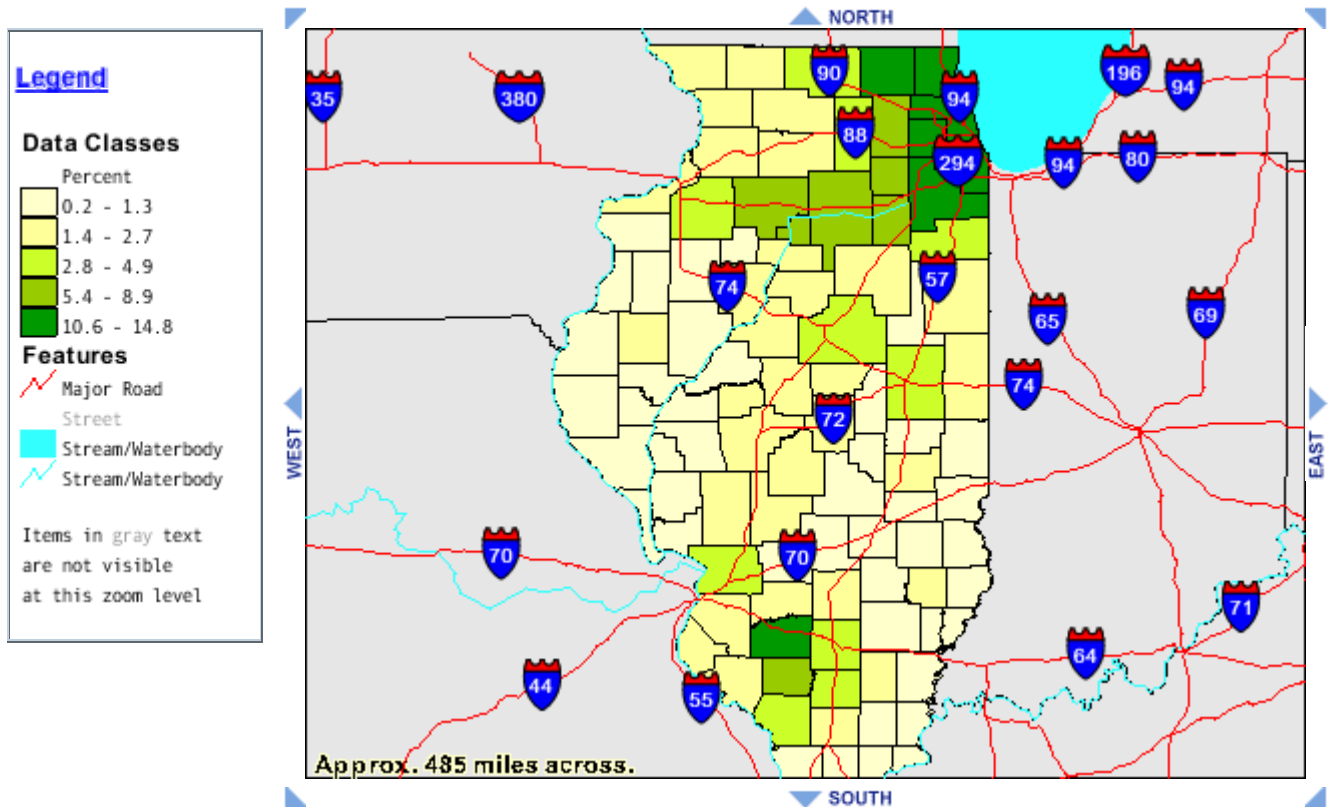 Legend
Data Classes
Percent
0.2 - 1.3
1.4 - 2.7
2.8 - 4.9
5.4 - 8.9
10.6 - 14.8
Features
Major Road
Street
Stream/Waterbody
Stream/Waterbody
Items in gray text
are not visible
at this zoom level
NORTH
35
380
90
94
196
94
88
294
94
80
74
57
65
69
74
72
WEST
EAST
70
70
71
64
44
55
Approx. 485 miles across.
SOUTH